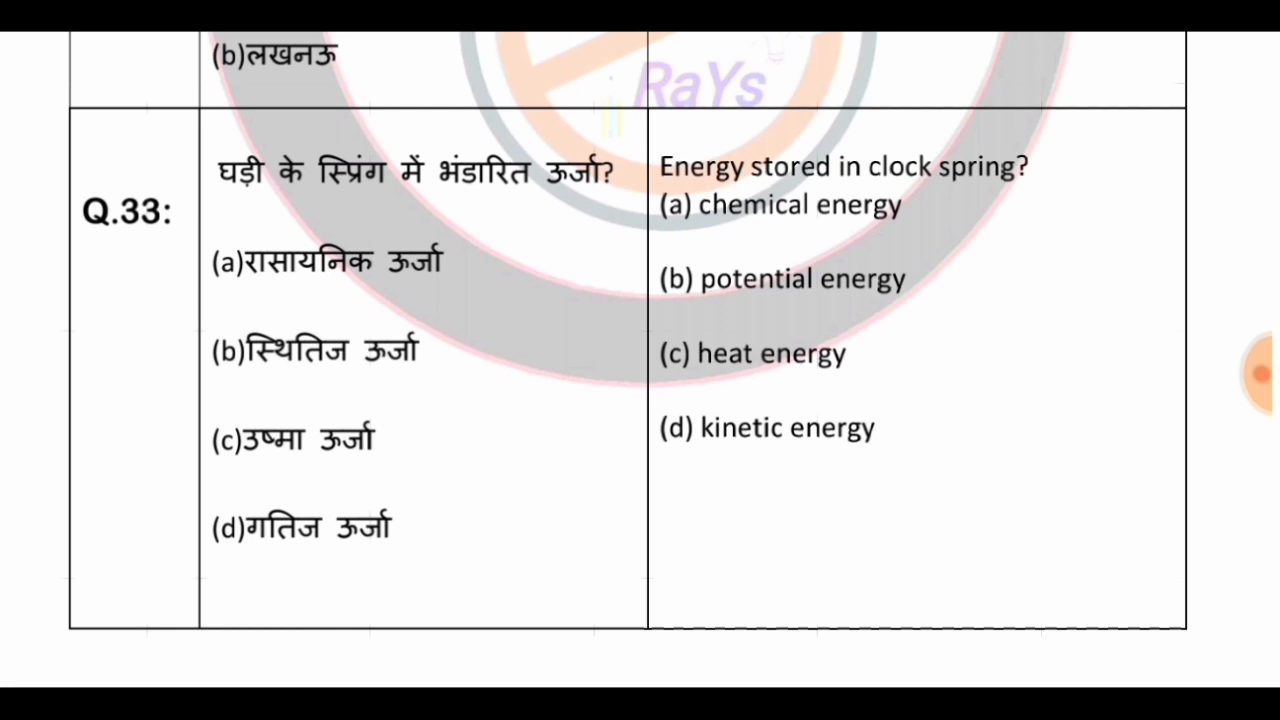 (b)लखनऊ
RaYs
Q.33:
घड़ी के स्प्रिंग में भंडारित ऊर्जा?
(a)रासायनिक ऊर्जा
(b)स्थितिज ऊर्जा
(c)उष्मा ऊर्जा
(d)गतिज ऊर्जा
Energy stored in clock spring?
(a) chemical energy
(b) potential energy
(c) heat energy
(d) kinetic energy